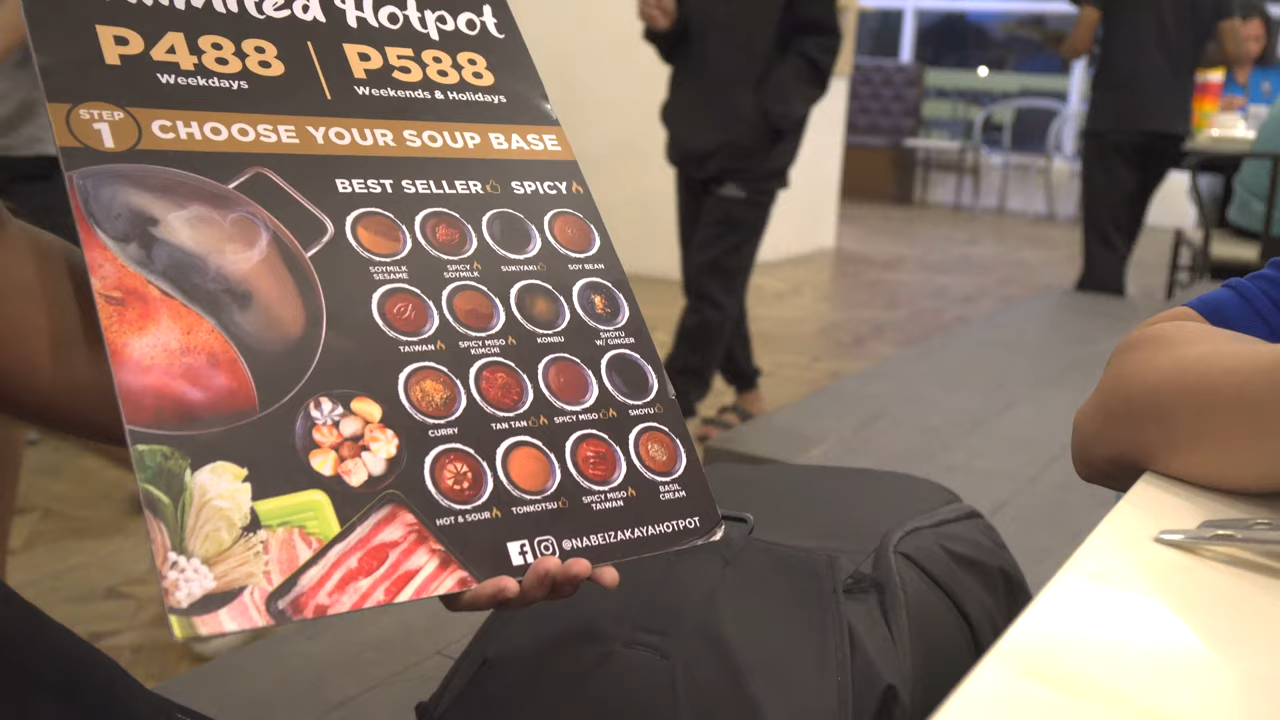 Hotpot
P488
Weekdays
P588
Weekends & Holidays
STEP
1
CHOOSE YOUR SOUP BASE
BEST SELLER SPICY
SOYMILK
SESAME
SPICY
SOYMILK
SUKIYAKI
SOY BEAN
TAIWAN
SPICY MISO
KIMCHI
KONBU
SHOYU
W/ GINGER
CURRY
TAN TAN
SPICY MISO
SHOYU
HOT & SOUR
TONKOTSU
SPICY MISO
TAIWAN
BASIL
CREAM
@NABEIZAKAYAHOTPOT